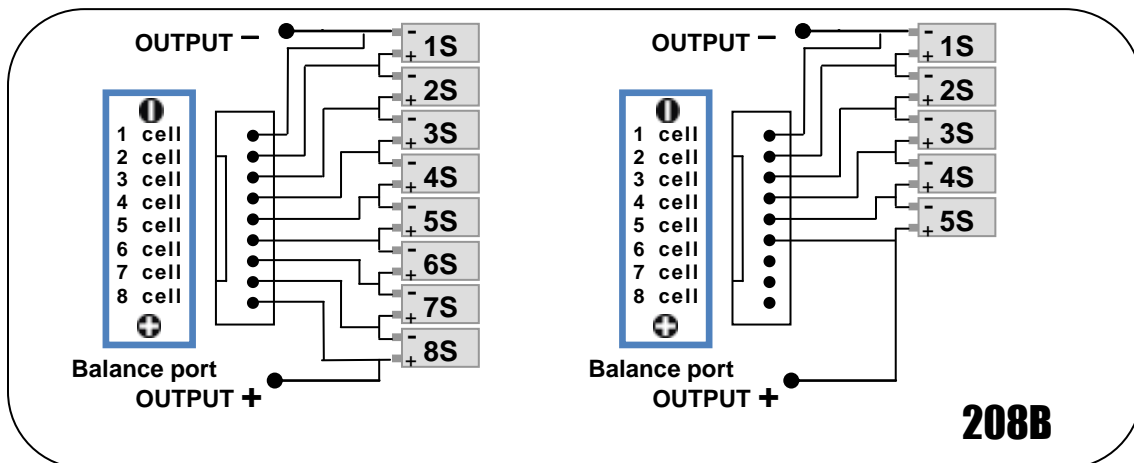 OUTPUT −
- + 1S
- + 2S
- + 3S
- + 4S
- + 5S
- + 6S
- + 7S
- + 8S
1 cell
2 cell
3 cell
4 cell
5 cell
6 cell
7 cell
8 cell
Balance port
OUTPUT +
OUTPUT −
- + 1S
- + 2S
- + 3S
- + 4S
- + 5S
1 cell
2 cell
3 cell
4 cell
5 cell
6 cell
7 cell
8 cell
Balance port
OUTPUT +
208B